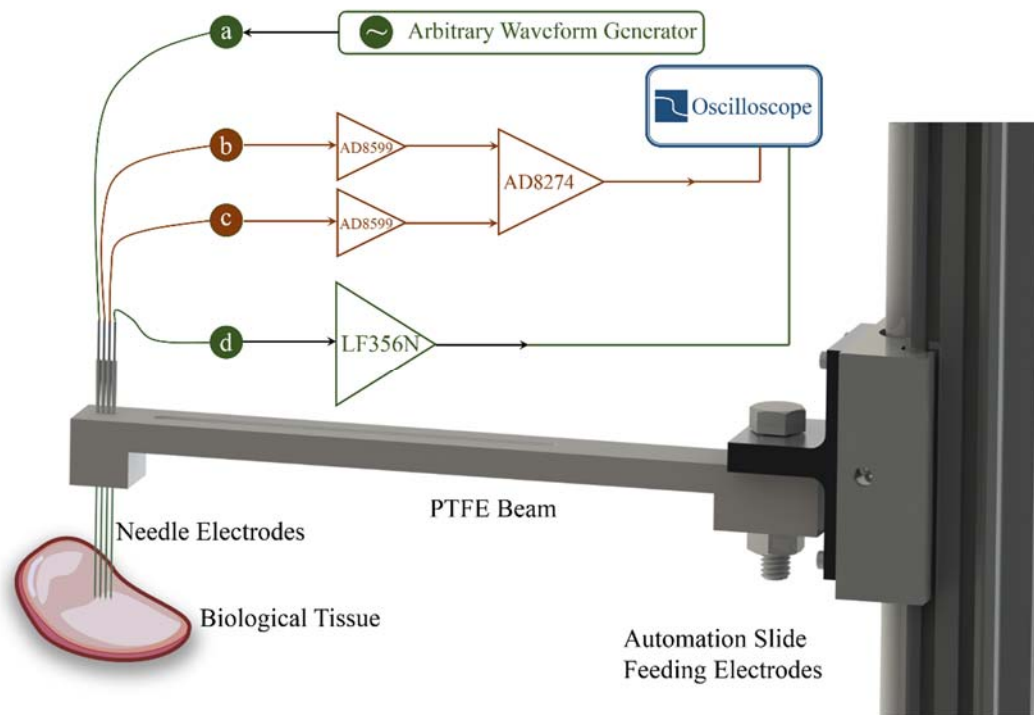 a
Arbitrary Waveform Generator
Oscilloscope
b
AD8599
AD8274
c
AD8599
d
LF356N
PTFE Beam
Needle Electrodes
Biological Tissue
Automation Slide
Feeding Electrodes